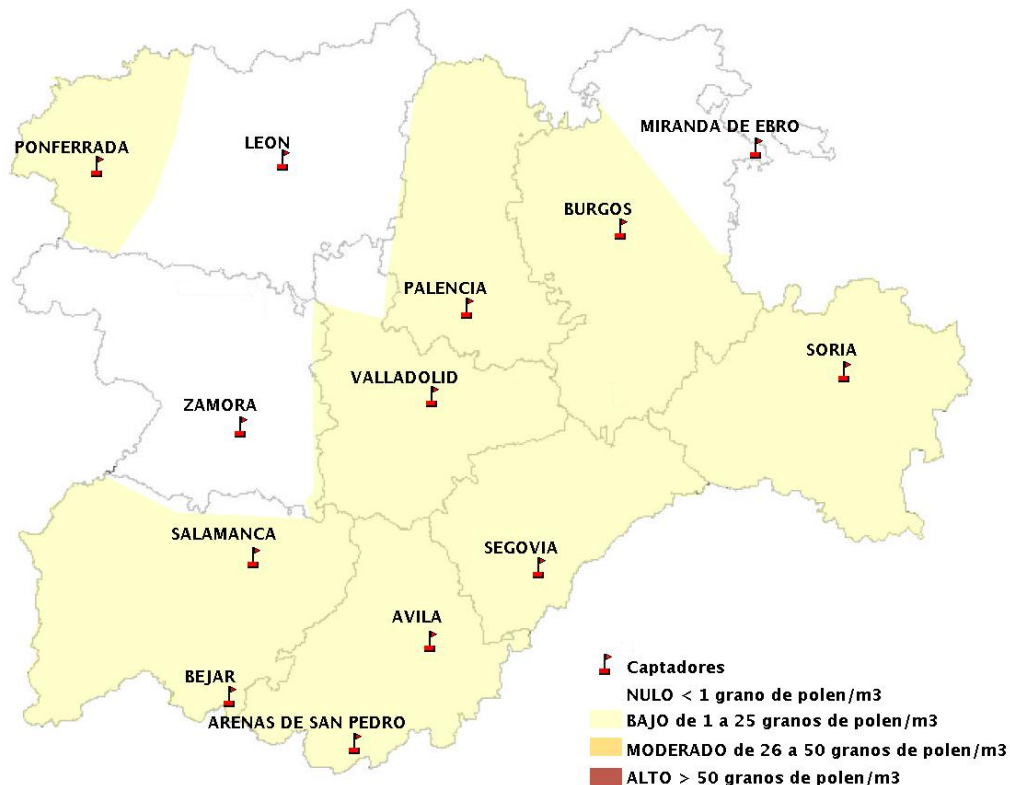 MIRANDA DE EBRO
PONFERRADA
LEON
BURGOS
PALENCIA
SORIA
VALLADOLID
ZAMORA
SALAMANCA
SEGOVIA
AVILA
BEJAR
ARENAS DE SAN PEDRO
Captadores
NULO < 1 grano de polen/m3
BAJO de 1 a 25 granos de polen/m3
MODERADO de 26 a 50 granos de polen/m3
ALTO > 50 granos de polen/m3